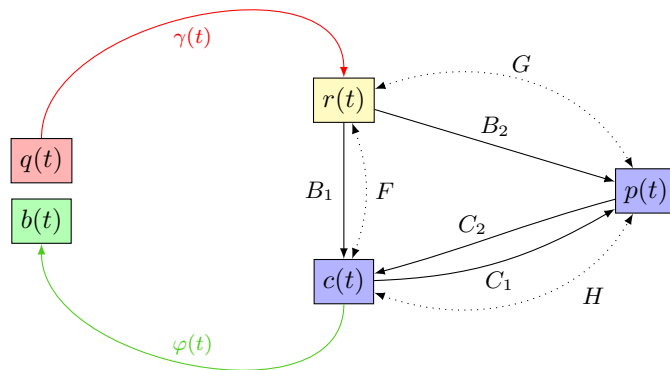 γ(t)
G
r(t)
B₂
q(t)
B₁
F
p(t)
b(t)
C₂
c(t)
C₁
H
φ(t)